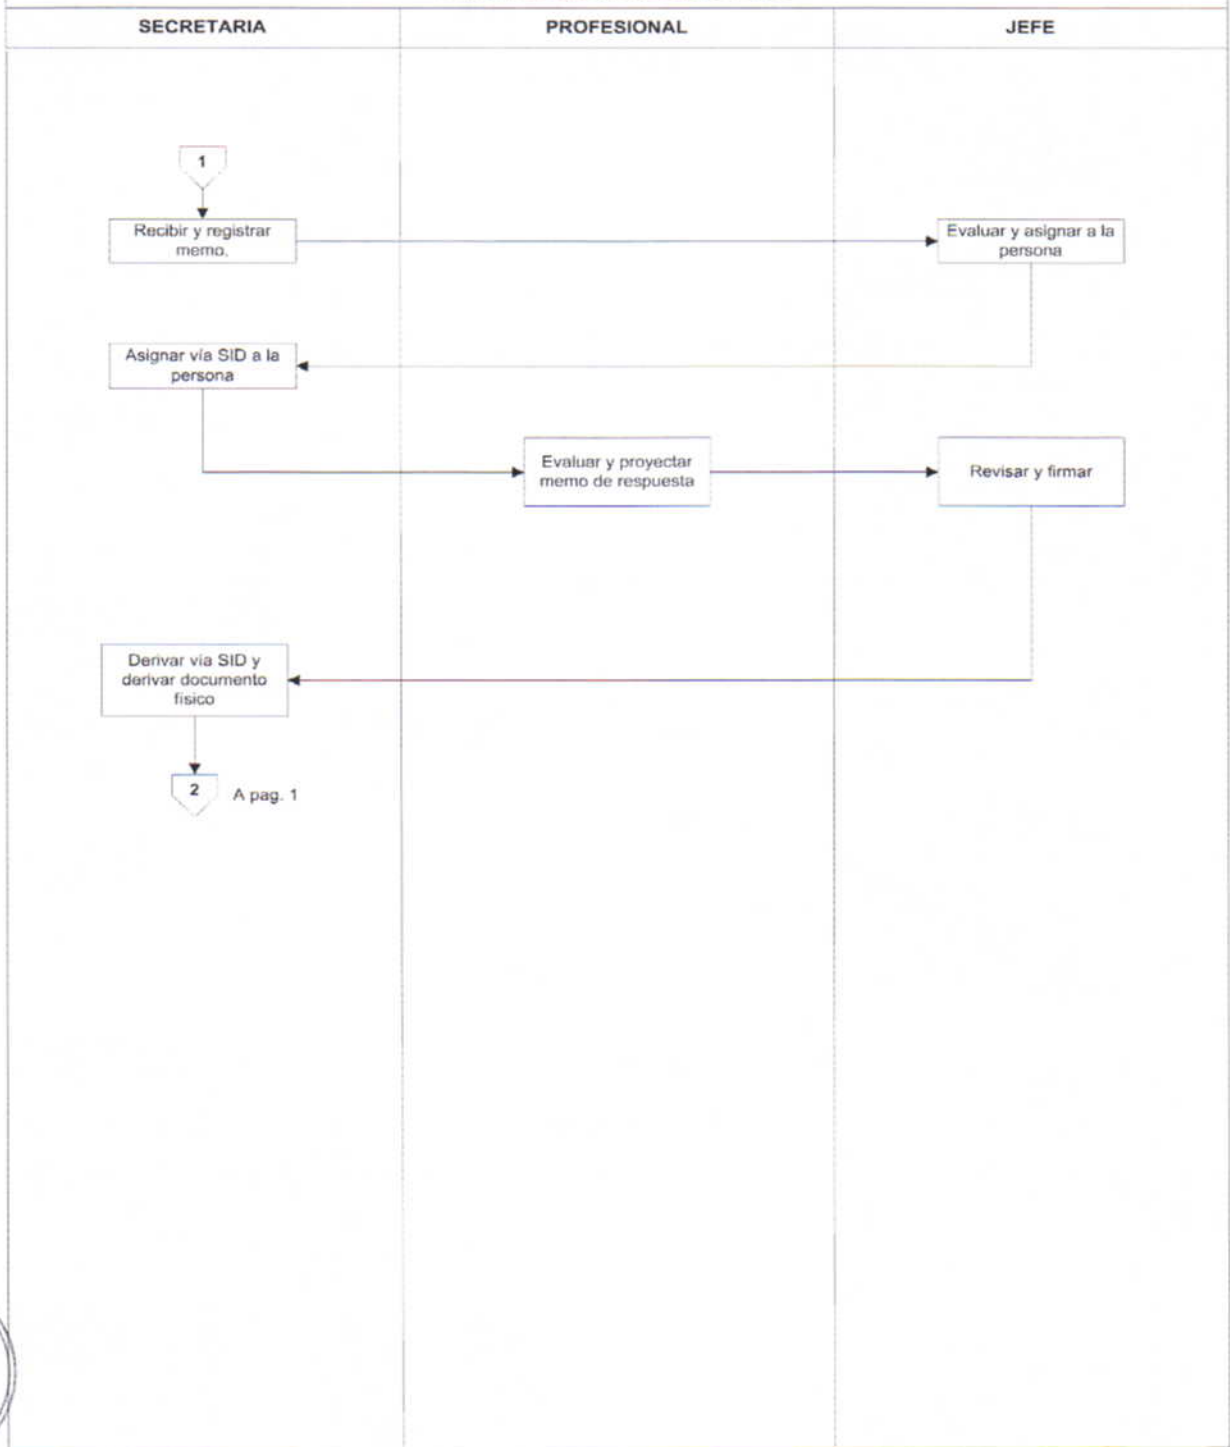 SECRETARIA
PROFESIONAL
JEFE
1
Recibir y registrar
memo.
Evaluar y asignar a la
persona
Asignar vía SID a la
persona
Evaluar y proyectar
memo de respuesta
Revisar y firmar
Derivar via SID y
derivar documento
físico
2
A pag. 1